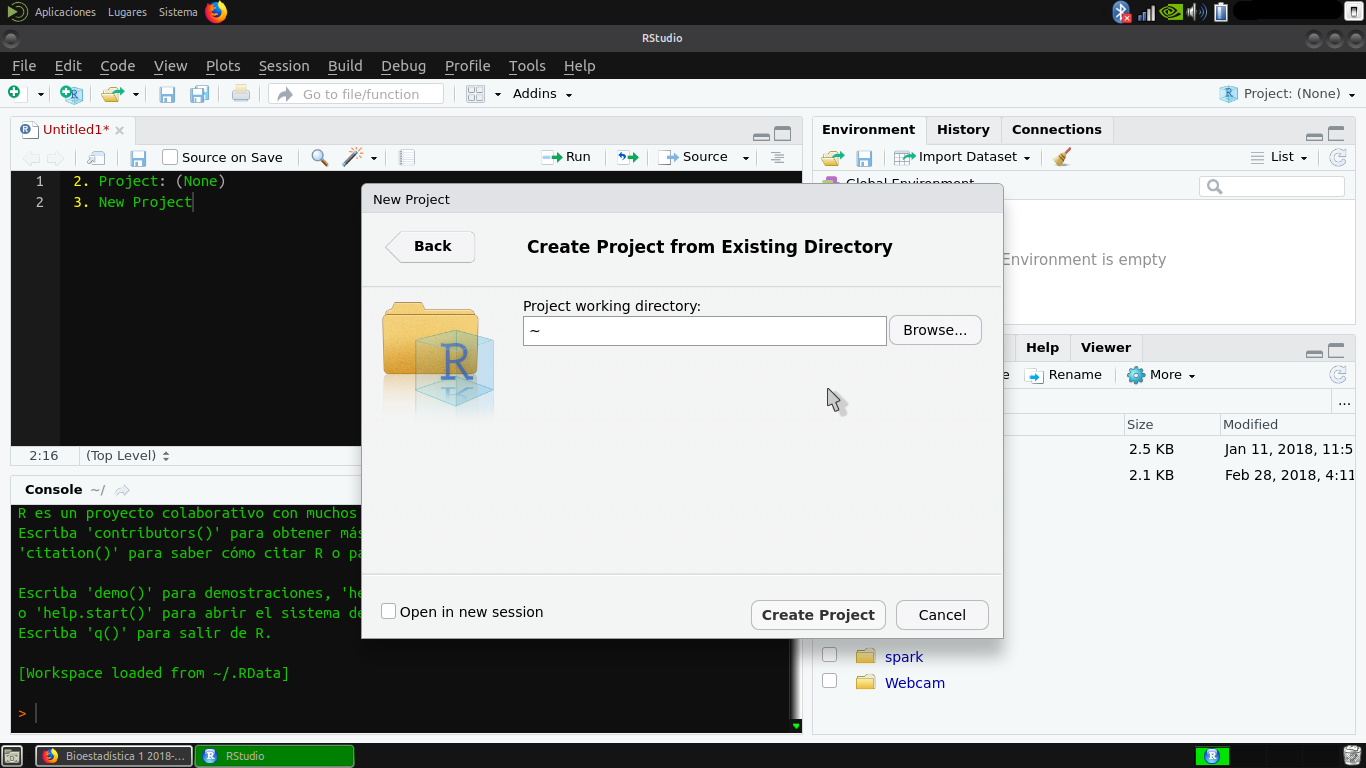 Aplicaciones Lugares Sistema
RStudio
File Edit Code View Plots Session Build Debug Profile Tools Help
Go to file/function Addins Project: (None)
Untitled1* Environment History Connections
Source on Save Run Source Import Dataset List
1 2. Project: (None)
2 3. New Project
Global Environment
New Project
Back Create Project from Existing Directory
Environment is empty
Project working directory:
~ Browse...
Help Viewer
e Rename More
...
Size Modified
2.5 KB Jan 11, 2018, 11:5
2.1 KB Feb 28, 2018, 4:11
2:16 (Top Level)
Console ~/
R es un proyecto colaborativo con muchos
Escriba 'contributors()' para obtener más
'citation()' para saber cómo citar R o pa
Escriba 'demo()' para demostraciones, 'he
o 'help.start()' para abrir el sistema de
Escriba 'q()' para salir de R.
[Workspace loaded from ~/.RData]
>
Open in new session Create Project Cancel
spark
Webcam
Bioestadística 1 2018-... RStudio